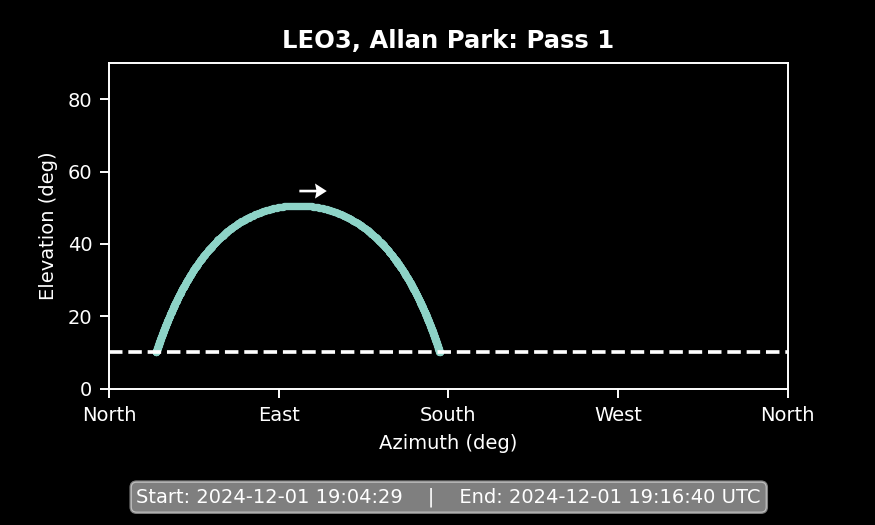 LEO3, Allan Park: Pass 1
80
60
40
20
0
Elevation (deg)
North East South West North
Azimuth (deg)
Start: 2024-12-01 19:04:29 | End: 2024-12-01 19:16:40 UTC